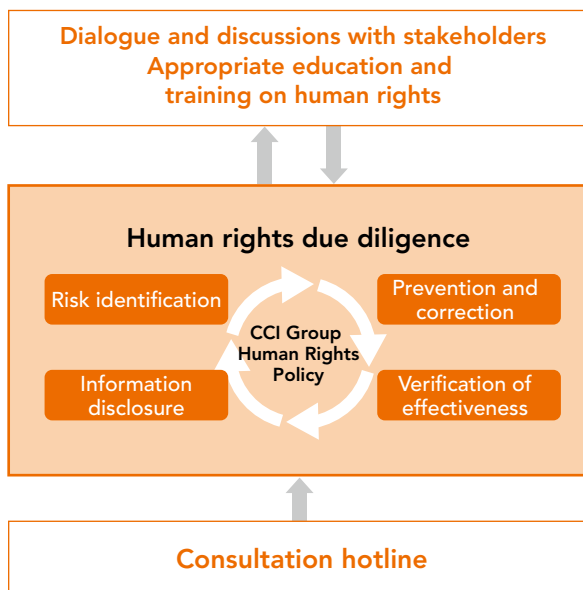 Dialogue and discussions with stakeholders
Appropriate education and
training on human rights
Human rights due diligence
Risk identification
Prevention and
correction
CCI Group
Human Rights
Policy
Information
disclosure
Verification of
effectiveness
Consultation hotline